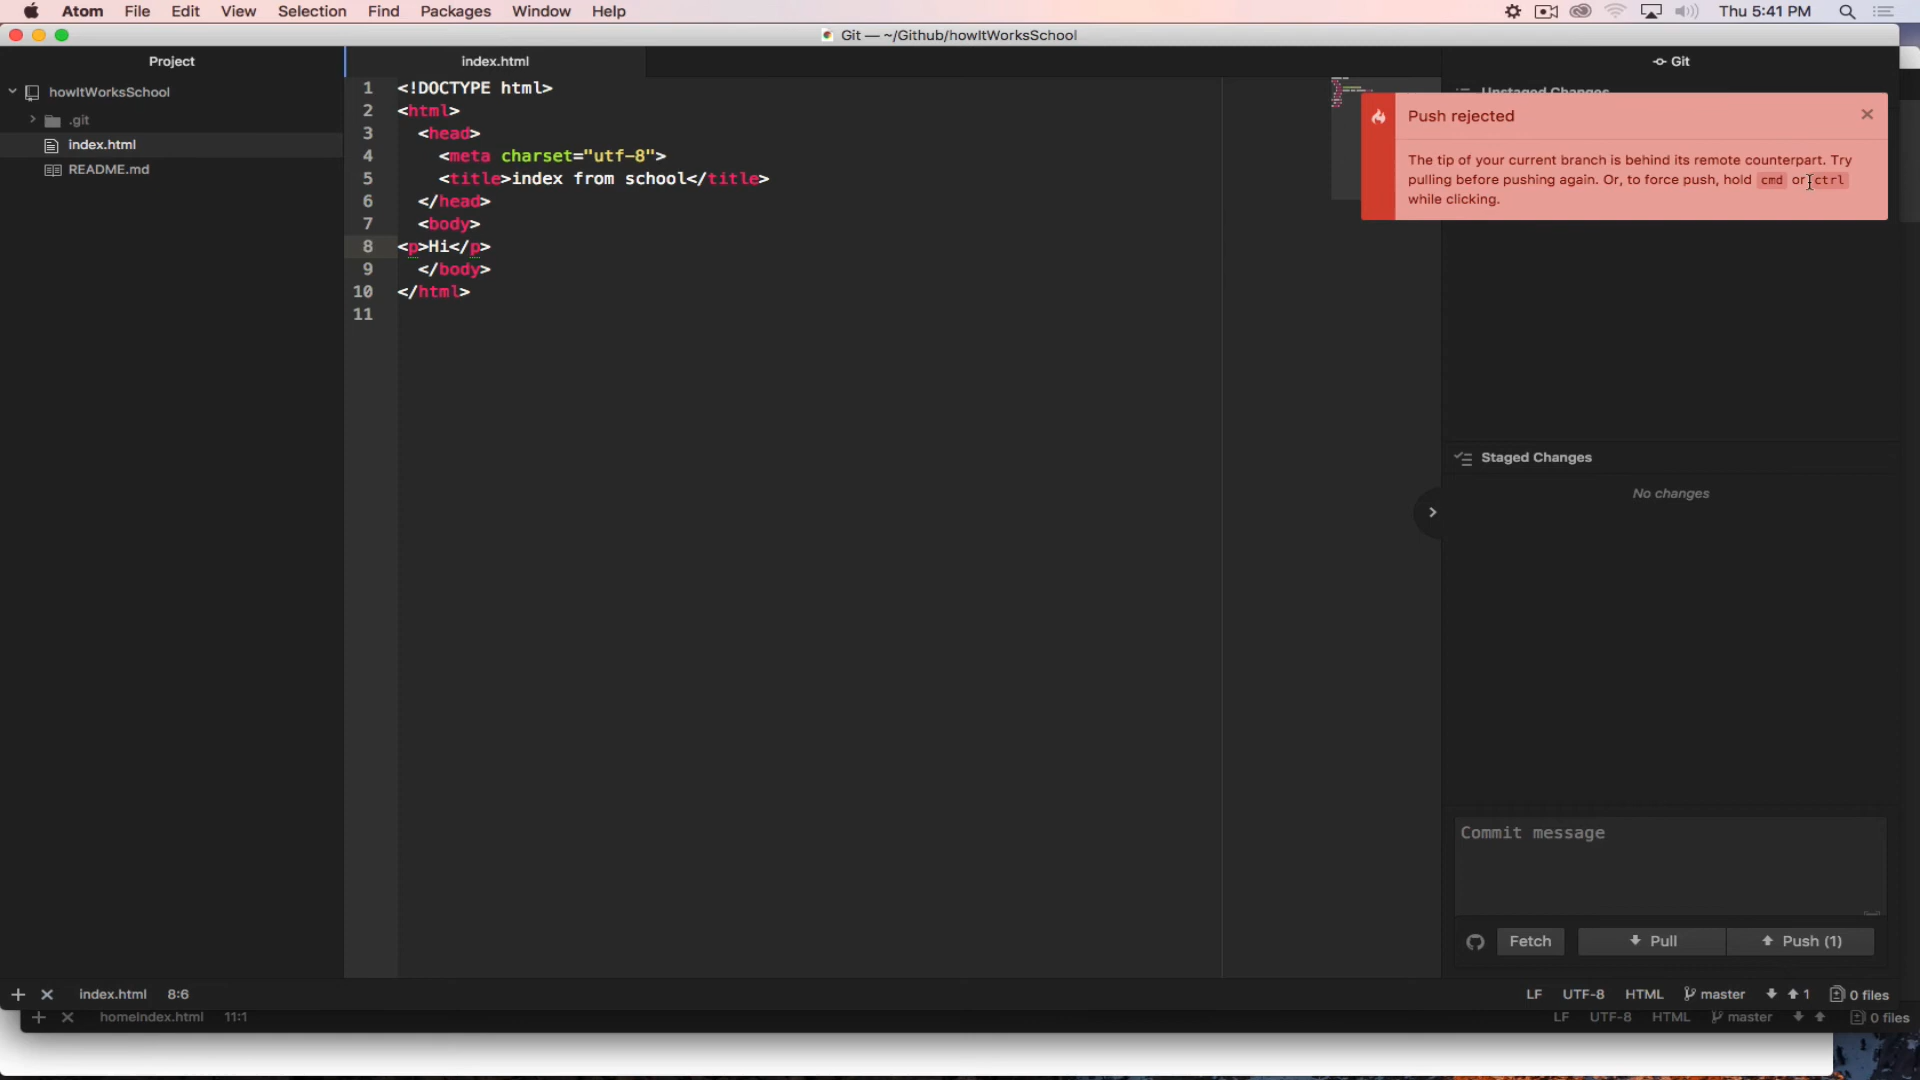 Atom File Edit View Selection Find Packages Window Help Thu 5:41 PM
Git — ~/Github/howItWorksSchool
Project
howItWorksSchool
.git
index.html
README.md
index.html
1 <!DOCTYPE html>
2 <html>
3 <head>
4 <meta charset="utf-8">
5 <title>index from school</title>
6 </head>
7 <body>
8 <p>Hi</p>
9 </body>
10 </html>
11
Git
Unstaged Changes
Push rejected
The tip of your current branch is behind its remote counterpart. Try
pulling before pushing again. Or, to force push, hold cmd or ctrl
while clicking.
Staged Changes
No changes
Commit message
Fetch Pull Push (1)
index.html 8:6 LF UTF-8 HTML master 1 0 files
homeIndex.html 11:1 LF UTF-8 HTML master 0 files